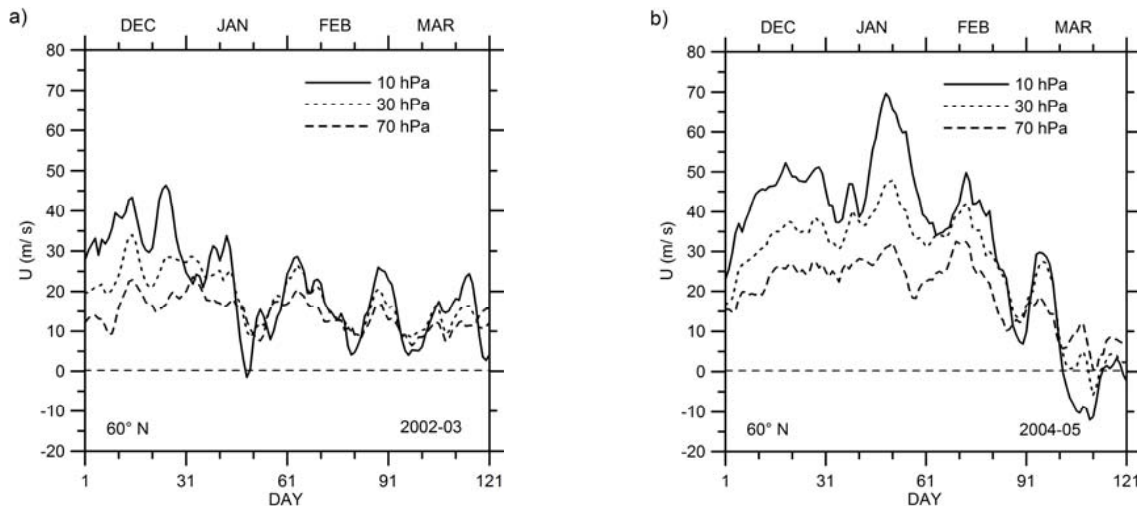 a)
DEC JAN FEB MAR
80
70
60
50
40
30
20
10
0
-10
-20
U (m/ s)
10 hPa
30 hPa
70 hPa
60° N 2002-03
1 31 61 91 121
DAY
b)
DEC JAN FEB MAR
80
70
60
50
40
30
20
10
0
-10
-20
U (m/ s)
10 hPa
30 hPa
70 hPa
60° N 2004-05
1 31 61 91 121
DAY